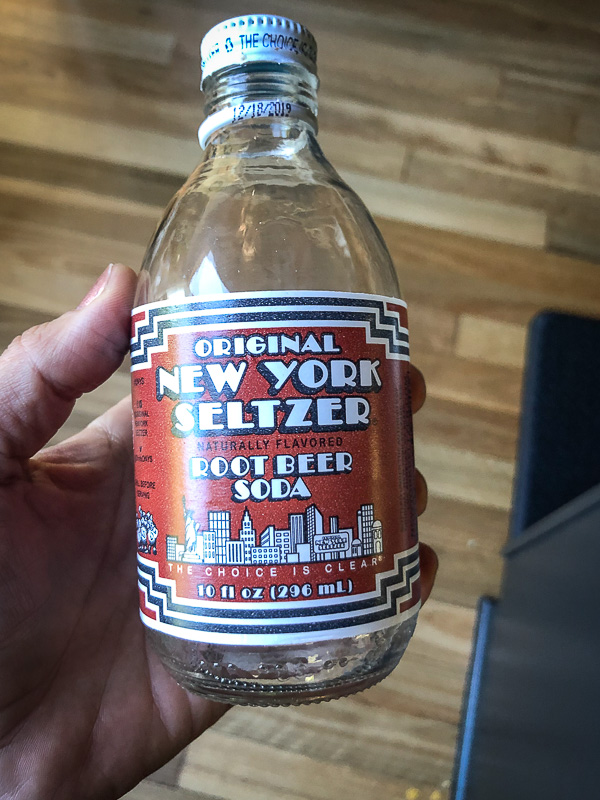 THE CHOICE
12/18/2019
ORIGINAL
NEW YORK
SELTZER
NATURALLY FLAVORED
ROOT BEER
SODA
THE CHOICE IS CLEAR®
10 fl oz (296 mL)